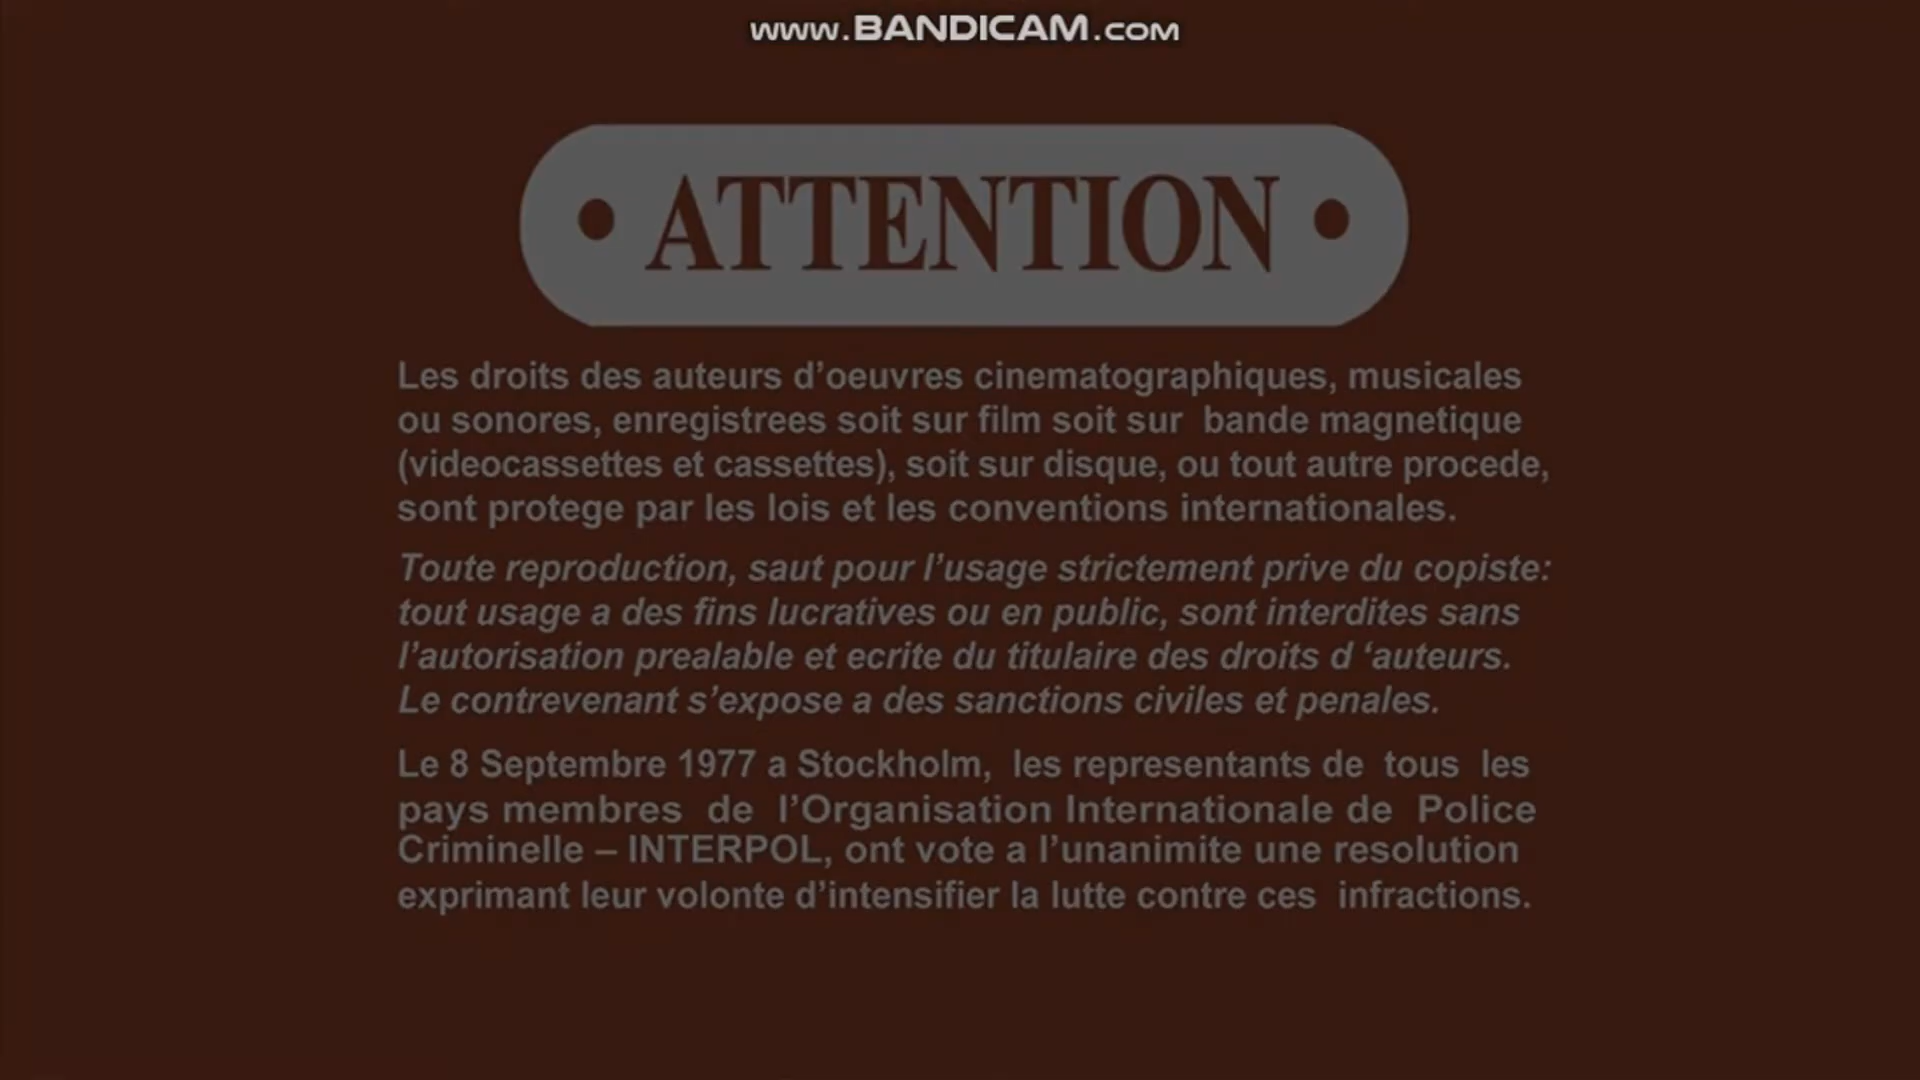 www.BANDICAM.com
• ATTENTION •
Les droits des auteurs d’oeuvres cinematographiques, musicales
ou sonores, enregistrees soit sur film soit sur bande magnetique
(videocassettes et cassettes), soit sur disque, ou tout autre procede,
sont protege par les lois et les conventions internationales.
Toute reproduction, saut pour l’usage strictement prive du copiste:
tout usage a des fins lucratives ou en public, sont interdites sans
l’autorisation prealable et ecrite du titulaire des droits d ‘auteurs.
Le contrevenant s’expose a des sanctions civiles et penales.
Le 8 Septembre 1977 a Stockholm, les representants de tous les
pays membres de l’Organisation Internationale de Police
Criminelle – INTERPOL, ont vote a l’unanimite une resolution
exprimant leur volonte d’intensifier la lutte contre ces infractions.